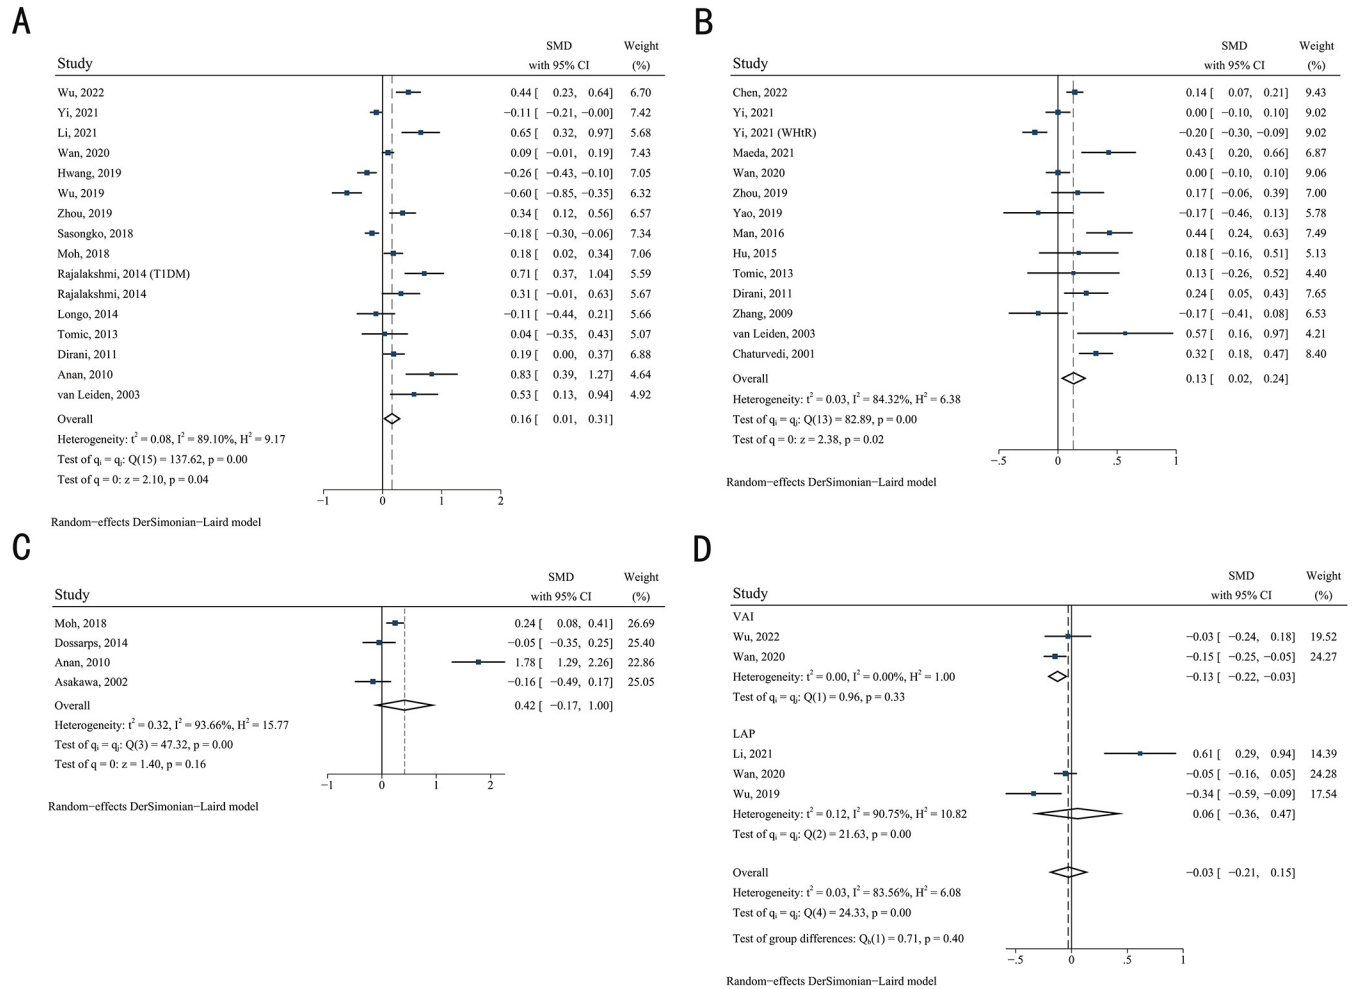 A
SMD Weight
Study with 95% CI (%)
Wu, 2022 0.44 [ 0.23, 0.64] 6.70
Yi, 2021 −0.11 [ −0.21, −0.00] 7.42
Li, 2021 0.65 [ 0.32, 0.97] 5.68
Wan, 2020 0.09 [ −0.01, 0.19] 7.43
Hwang, 2019 −0.26 [ −0.43, −0.10] 7.05
Wu, 2019 −0.60 [ −0.85, −0.35] 6.32
Zhou, 2019 0.34 [ 0.12, 0.56] 6.57
Sasongko, 2018 −0.18 [ −0.30, −0.06] 7.34
Moh, 2018 0.18 [ 0.02, 0.34] 7.06
Rajalakshmi, 2014 (T1DM) 0.71 [ 0.37, 1.04] 5.59
Rajalakshmi, 2014 0.31 [ −0.01, 0.63] 5.67
Longo, 2014 −0.11 [ −0.44, 0.21] 5.66
Tomic, 2013 0.04 [ −0.35, 0.43] 5.07
Dirani, 2011 0.19 [ 0.00, 0.37] 6.88
Anan, 2010 0.83 [ 0.39, 1.27] 4.64
van Leiden, 2003 0.53 [ 0.13, 0.94] 4.92
Overall 0.16 [ 0.01, 0.31]
Heterogeneity: t² = 0.08, I² = 89.10%, H² = 9.17
Test of qᵢ = qⱼ: Q(15) = 137.62, p = 0.00
Test of q = 0: z = 2.10, p = 0.04
−1 0 1 2
Random−effects DerSimonian−Laird model
B
SMD Weight
Study with 95% CI (%)
Chen, 2022 0.14 [ 0.07, 0.21] 9.43
Yi, 2021 0.00 [ −0.10, 0.10] 9.02
Yi, 2021 (WHtR) −0.20 [ −0.30, −0.09] 9.02
Maeda, 2021 0.43 [ 0.20, 0.66] 6.87
Wan, 2020 0.00 [ −0.10, 0.10] 9.06
Zhou, 2019 0.17 [ −0.06, 0.39] 7.00
Yao, 2019 −0.17 [ −0.46, 0.13] 5.78
Man, 2016 0.44 [ 0.24, 0.63] 7.49
Hu, 2015 0.18 [ −0.16, 0.51] 5.13
Tomic, 2013 0.13 [ −0.26, 0.52] 4.40
Dirani, 2011 0.24 [ 0.05, 0.43] 7.65
Zhang, 2009 −0.17 [ −0.41, 0.08] 6.53
van Leiden, 2003 0.57 [ 0.16, 0.97] 4.21
Chaturvedi, 2001 0.32 [ 0.18, 0.47] 8.40
Overall 0.13 [ 0.02, 0.24]
Heterogeneity: t² = 0.03, I² = 84.32%, H² = 6.38
Test of qᵢ = qⱼ: Q(13) = 82.89, p = 0.00
Test of q = 0: z = 2.38, p = 0.02
−.5 0 .5 1
Random−effects DerSimonian−Laird model
C
SMD Weight
Study with 95% CI (%)
Moh, 2018 0.24 [ 0.08, 0.41] 26.69
Dossarps, 2014 −0.05 [ −0.35, 0.25] 25.40
Anan, 2010 1.78 [ 1.29, 2.26] 22.86
Asakawa, 2002 −0.16 [ −0.49, 0.17] 25.05
Overall 0.42 [ −0.17, 1.00]
Heterogeneity: t² = 0.32, I² = 93.66%, H² = 15.77
Test of qᵢ = qⱼ: Q(3) = 47.32, p = 0.00
Test of q = 0: z = 1.40, p = 0.16
−1 0 1 2
Random−effects DerSimonian−Laird model
D
SMD Weight
Study with 95% CI (%)
VAI
Wu, 2022 −0.03 [ −0.24, 0.18] 19.52
Wan, 2020 −0.15 [ −0.25, −0.05] 24.27
Heterogeneity: t² = 0.00, I² = 0.00%, H² = 1.00 −0.13 [ −0.22, −0.03]
Test of qᵢ = qⱼ: Q(1) = 0.96, p = 0.33
LAP
Li, 2021 0.61 [ 0.29, 0.94] 14.39
Wan, 2020 −0.05 [ −0.16, 0.05] 24.28
Wu, 2019 −0.34 [ −0.59, −0.09] 17.54
Heterogeneity: t² = 0.12, I² = 90.75%, H² = 10.82 0.06 [ −0.36, 0.47]
Test of qᵢ = qⱼ: Q(2) = 21.63, p = 0.00
Overall −0.03 [ −0.21, 0.15]
Heterogeneity: t² = 0.03, I² = 83.56%, H² = 6.08
Test of qᵢ = qⱼ: Q(4) = 24.33, p = 0.00
Test of group differences: Q_b(1) = 0.71, p = 0.40
−.5 0 .5 1
Random−effects DerSimonian−Laird model